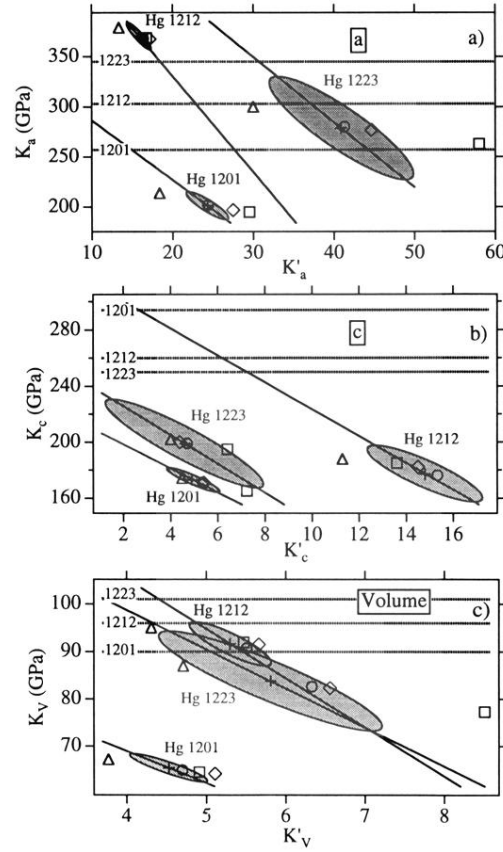 Hg 1212
a
a)
1223
Hg 1223
1212
1201
Hg 1201
350
300
250
200
K_a (GPa)
10 20 30 40 50 60
K'_a
1201
c
b)
1212
1223
Hg 1223
Hg 1212
Hg 1201
280
240
200
160
K_c (GPa)
2 4 6 8 10 12 14 16
K'_c
1223
Volume
1212
Hg 1212
c)
1201
Hg 1223
Hg 1201
100
90
80
70
K_V (GPa)
4 5 6 7 8
K'_V